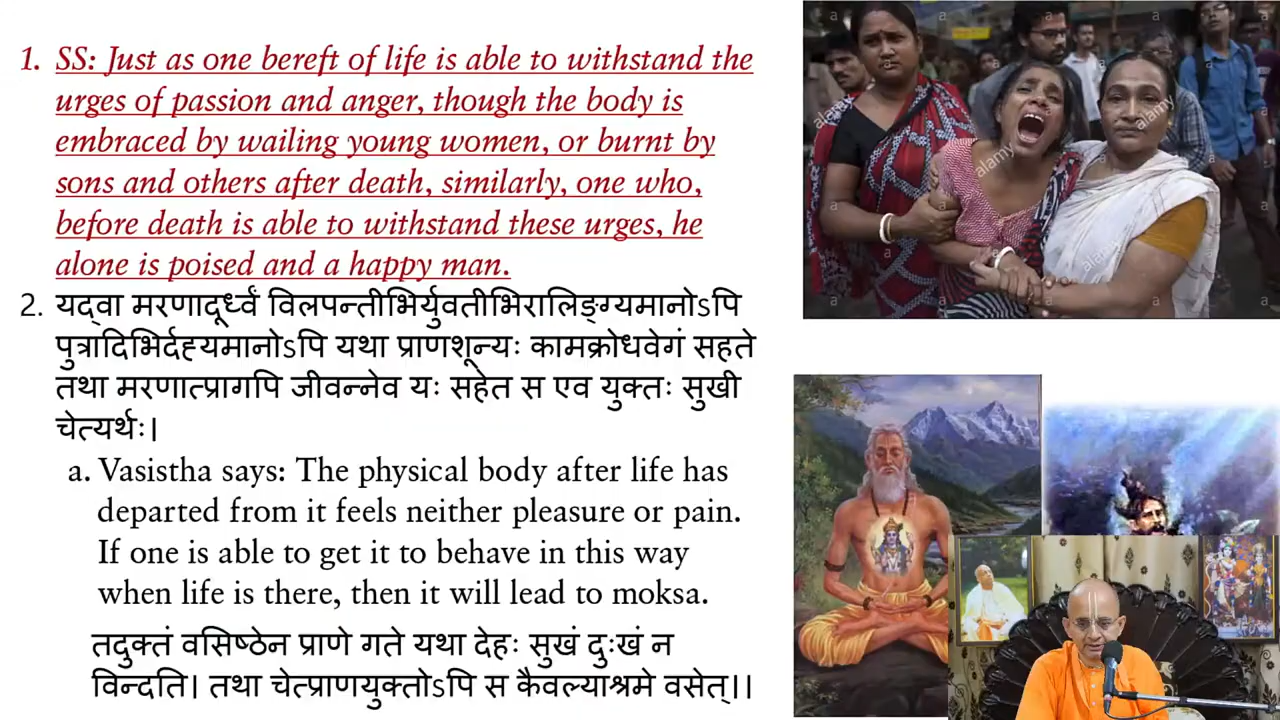 1. SS: Just as one bereft of life is able to withstand the
urges of passion and anger, though the body is
embraced by wailing young women, or burnt by
sons and others after death, similarly, one who,
before death is able to withstand these urges, he
alone is poised and a happy man.
2. यद्वा मरणादूर्ध्वं विलपन्तीभिर्युवतीभिरालिङ्ग्यमानोऽपि
पुत्रादिभिर्दह्यमानोऽपि यथा प्राणशून्यः कामक्रोधवेगं सहते
तथा मरणात्प्रागपि जीवन्नेव यः सहेत स एव युक्तः सुखी
चेत्यर्थः।
a. Vasistha says: The physical body after life has
departed from it feels neither pleasure or pain.
If one is able to get it to behave in this way
when life is there, then it will lead to moksa.
तदुक्तं वसिष्ठेन प्राणे गते यथा देहः सुखं दुःखं न
विन्दति। तथा चेत्प्राणयुक्तोऽपि स कैवल्याश्रमे वसेत्।।
alamy
alamy
alamy
alamy